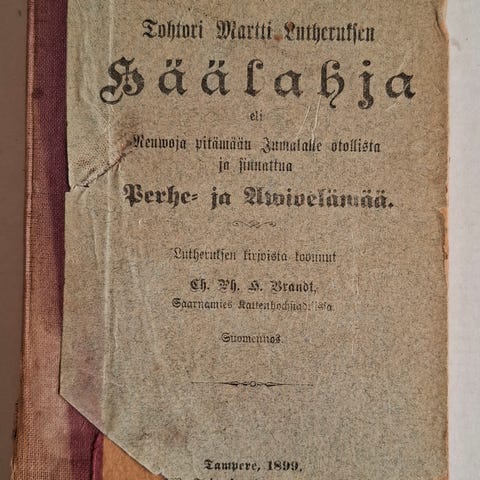 Tohtori Martti Lutheruksen
Häälahja
eli
Neuwoja pitämään Jumalalle otollista
ja siunattua
Perhe- ja Awioelämää.
Lutheruksen kirjoista koonnut
Ch. Ph. H. Brandt,
Saarnamies Kattenhochstadtissa.
Suomennos.
Tampere, 1899.